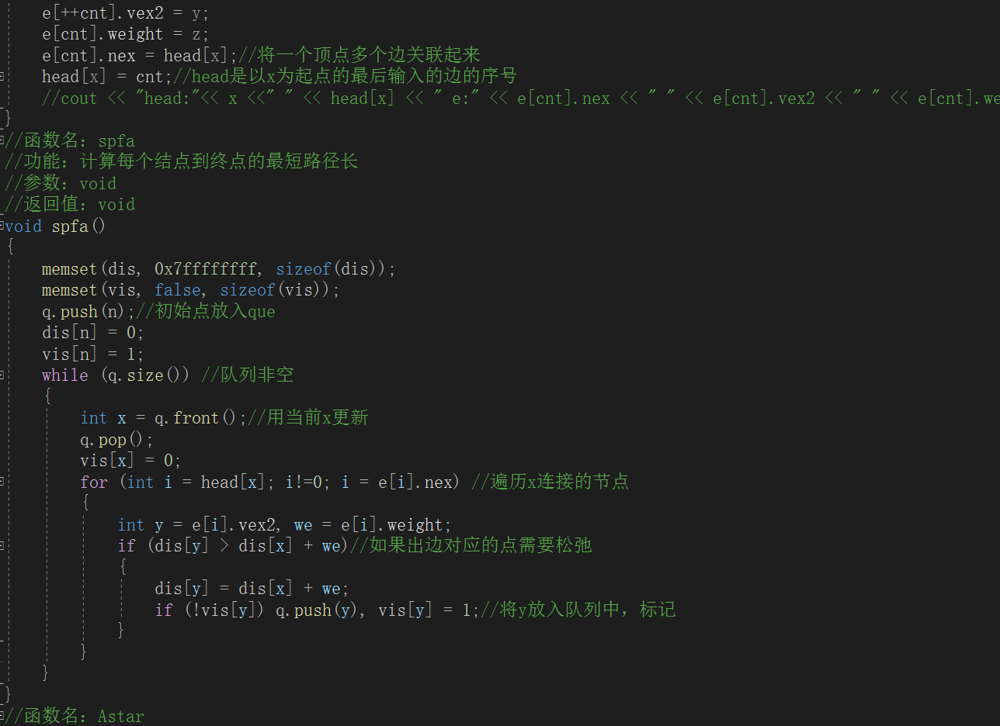 e[++cnt].vex2 = y;
e[cnt].weight = z;
e[cnt].nex = head[x];//将一个顶点多个边关联起来
head[x] = cnt;//head是以x为起点的最后输入的边的序号
//cout << "head:"<< x <<" " << head[x] << " e:" << e[cnt].nex << " " << e[cnt].vex2 << " " << e[cnt].we
}
//函数名：spfa
//功能：计算每个结点到终点的最短路径长
//参数：void
//返回值：void
void spfa()
{
memset(dis, 0x7ffffffff, sizeof(dis));
memset(vis, false, sizeof(vis));
q.push(n);//初始点放入que
dis[n] = 0;
vis[n] = 1;
while (q.size()) //队列非空
{
int x = q.front();//用当前x更新
q.pop();
vis[x] = 0;
for (int i = head[x]; i!=0; i = e[i].nex) //遍历x连接的节点
{
int y = e[i].vex2, we = e[i].weight;
if (dis[y] > dis[x] + we)//如果出边对应的点需要松弛
{
dis[y] = dis[x] + we;
if (!vis[y]) q.push(y), vis[y] = 1;//将y放入队列中，标记
}
}
}
}
//函数名：Astar